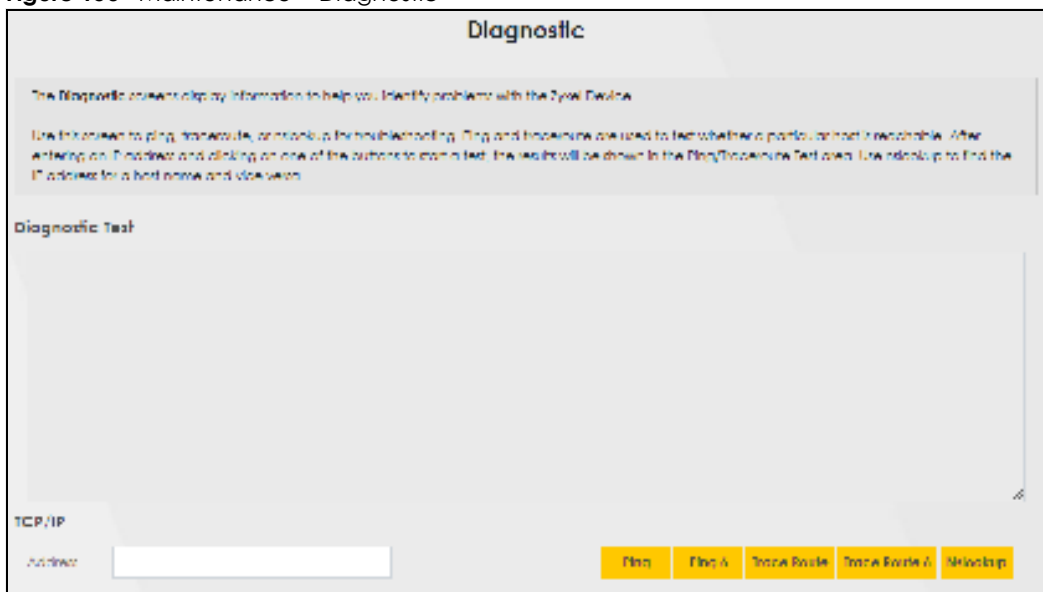 Diagnostic
The Diagnostic screens display information to help you identify problems with the Zyxel Device.
Use this screen to ping, traceroute, or nslookup for troubleshooting. Ping and traceroute are used to test whether a particular host is reachable. After
entering an IP address and clicking on one of the buttons to start a test, the results will be shown in the Ping/Traceroute Test area. Use nslookup to find the
IP address for a host name and vice versa.
Diagnostic Test
TCP/IP
Address
Ping
Ping 6
Trace Route
Trace Route 6
Nslookup